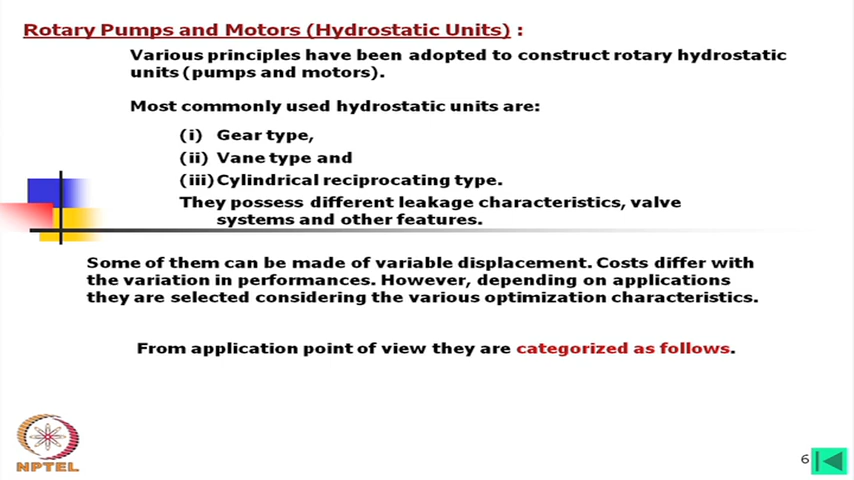 Rotary Pumps and Motors (Hydrostatic Units) :
Various principles have been adopted to construct rotary hydrostatic
units (pumps and motors).
Most commonly used hydrostatic units are:
(i) Gear type,
(ii) Vane type and
(iii) Cylindrical reciprocating type.
They possess different leakage characteristics, valve
systems and other features.
Some of them can be made of variable displacement. Costs differ with
the variation in performances. However, depending on applications
they are selected considering the various optimization characteristics.
From application point of view they are categorized as follows.
NPTEL
6